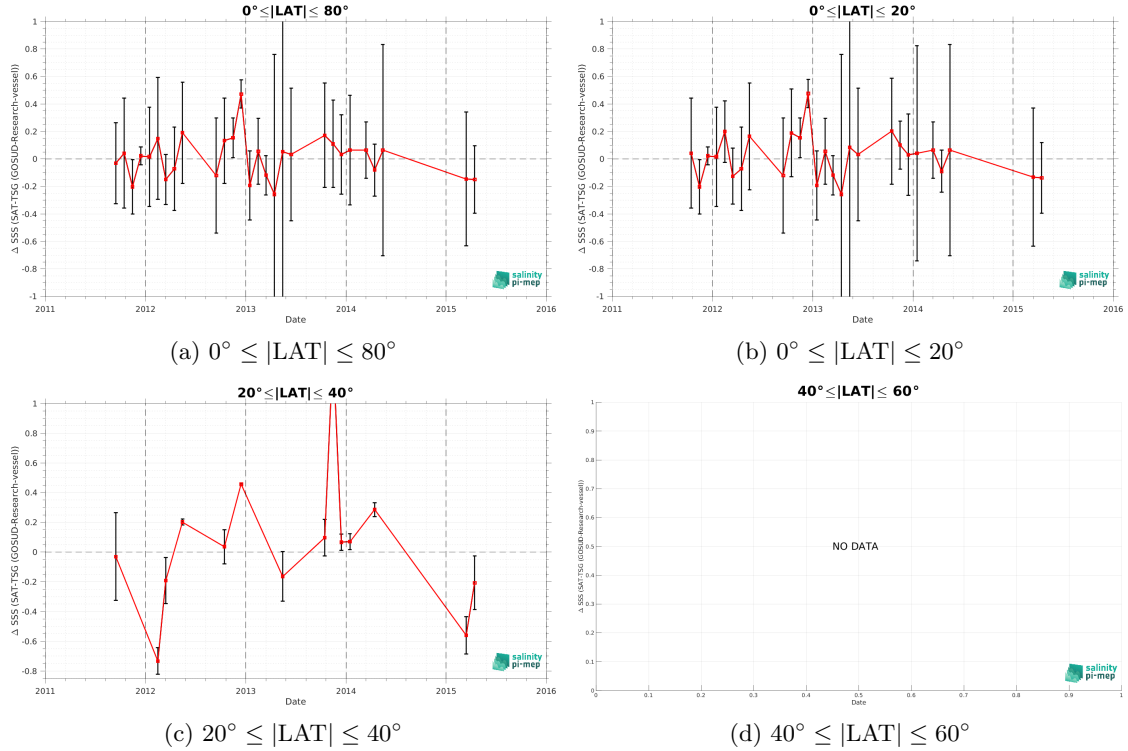 0°≤|LAT|≤ 80°
Δ SSS (SAT-TSG (GOSUD-Research-vessel))
1
0.8
0.6
0.4
0.2
0
-0.2
-0.4
-0.6
-0.8
-1
2011 2012 2013 2014 2015 2016
Date
salinity
pi-mep
(a) 0° ≤ |LAT| ≤ 80°
0°≤|LAT|≤ 20°
Δ SSS (SAT-TSG (GOSUD-Research-vessel))
1
0.8
0.6
0.4
0.2
0
-0.2
-0.4
-0.6
-0.8
-1
2011 2012 2013 2014 2015 2016
Date
salinity
pi-mep
(b) 0° ≤ |LAT| ≤ 20°
20°≤|LAT|≤ 40°
Δ SSS (SAT-TSG (GOSUD-Research-vessel))
1
0.8
0.6
0.4
0.2
0
-0.2
-0.4
-0.6
-0.8
2011 2012 2013 2014 2015 2016
Date
salinity
pi-mep
(c) 20° ≤ |LAT| ≤ 40°
40°≤|LAT|≤ 60°
Δ SSS (SAT-TSG (GOSUD-Research-vessel))
1
0.9
0.8
0.7
0.6
0.5
0.4
0.3
0.2
0.1
0
NO DATA
0 0.1 0.2 0.3 0.4 0.5 0.6 0.7 0.8 0.9 1
Date
salinity
pi-mep
(d) 40° ≤ |LAT| ≤ 60°